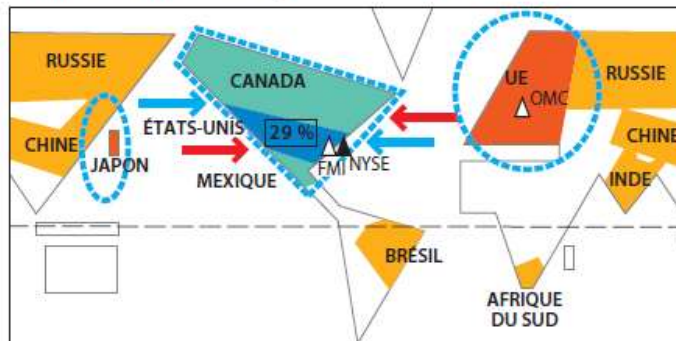 RUSSIE
CANADA
UE
RUSSIE
OMC
ÉTATS-UNIS
29 %
CHINE
JAPON
FMI
NYSE
CHINE
MEXIQUE
INDE
BRÉSIL
AFRIQUE
DU SUD